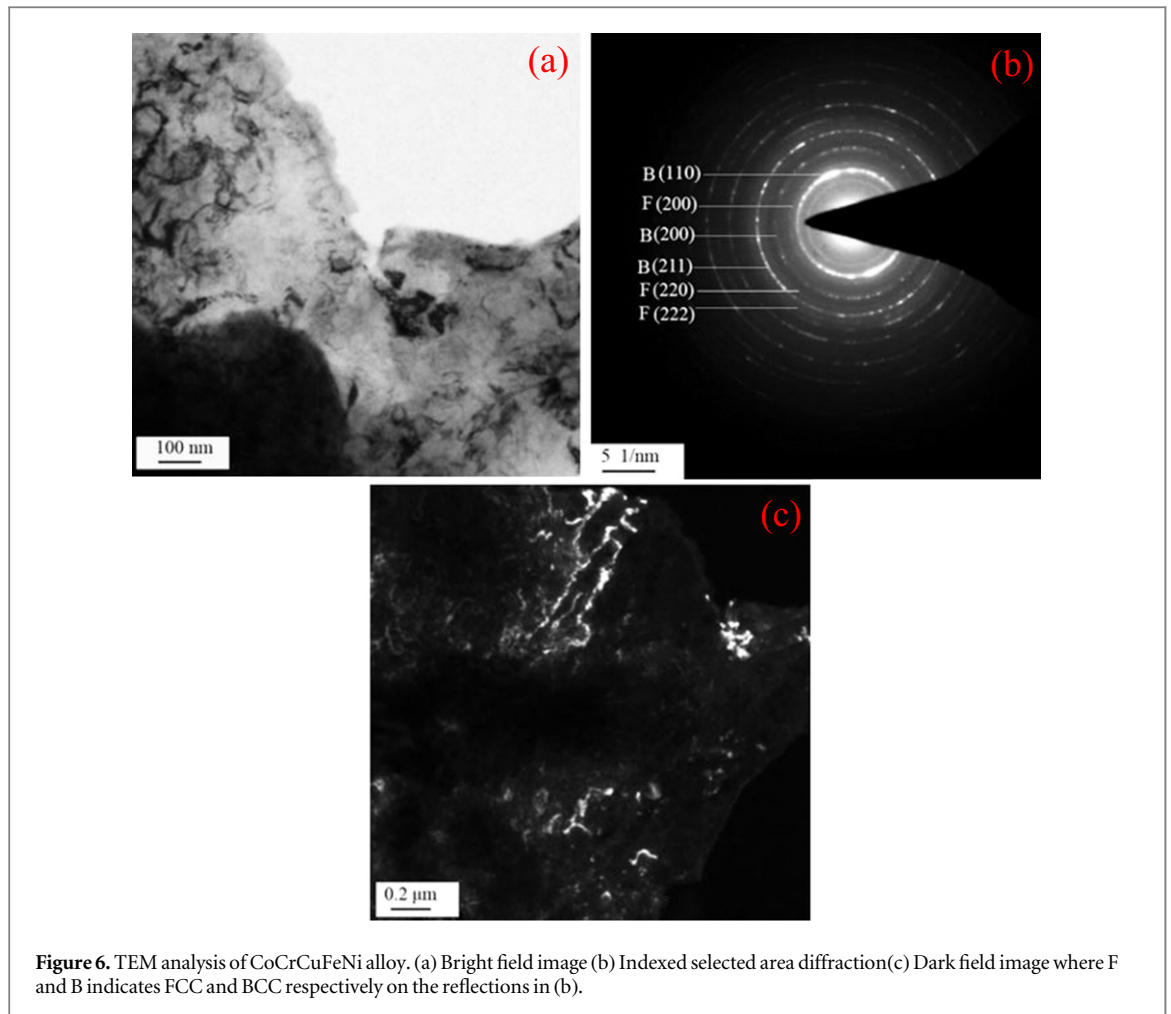 (a)
(b)
B (110)
F (200)
B (200)
B (211)
F (220)
F (222)
100 nm
5 1/nm
(c)
0.2 μm
Figure 6. TEM analysis of CoCrCuFeNi alloy. (a) Bright field image (b) Indexed selected area diffraction(c) Dark field image where F
and B indicates FCC and BCC respectively on the reflections in (b).